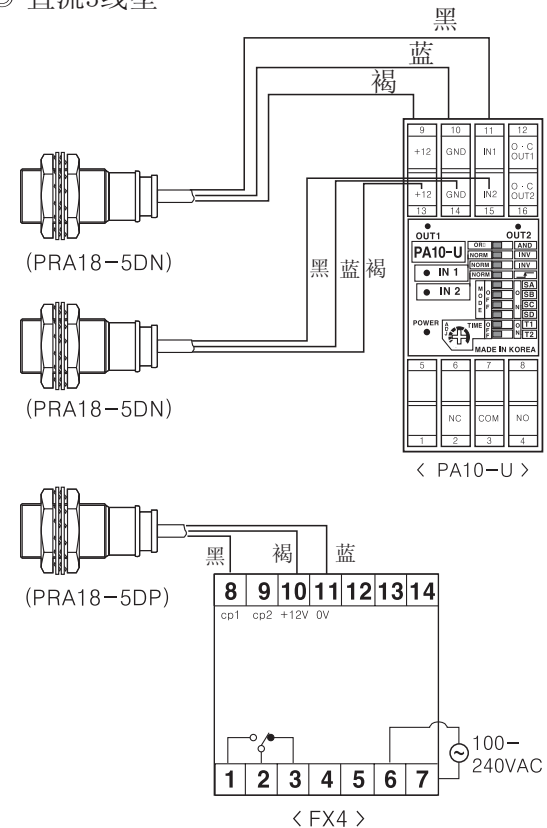 直流3线型
黑
蓝
褐
9 10 11 12
+12 GND IN1 O·C OUT1
+12 GND IN2 O·C OUT2
13 14 15 16
(PRA18-5DN)
黑 蓝 褐
OUT1 OUT2
PA10-U
OR AND
NORM INV
NORM INV
NORM
IN 1
IN 2
MODE OFF ON
SA
SB
SC
SD
POWER ADJ TIME OFF ON
T1
T2
MADE IN KOREA
(PRA18-5DN)
5 6 7 8
NC COM NO
1 2 3 4
< PA10-U >
黑 褐 蓝
(PRA18-5DP)
8 9 10 11 12 13 14
cp1 cp2 +12V 0V
100-
240VAC
1 2 3 4 5 6 7
< FX4 >